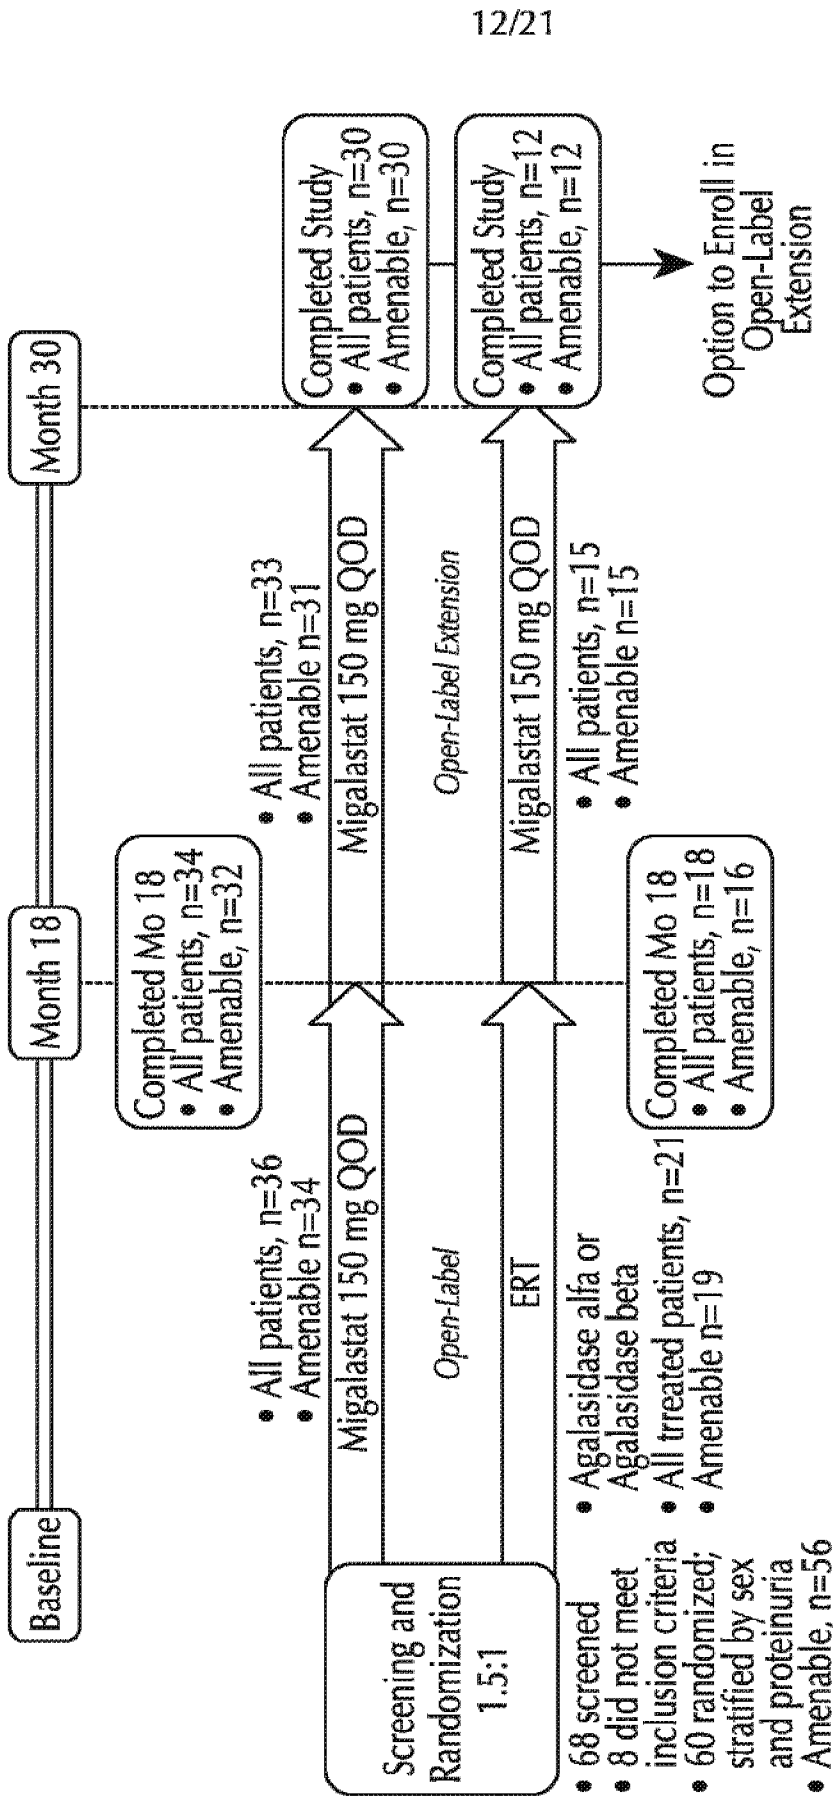 12/21
Baseline
Month 18
Month 30
Completed Mo 18
• All patients, n=34
• Amenable, n=32
• All patients, n=36
• Amenable n=34
• All patients, n=33
• Amenable n=31
Screening and
Randomization
1.5:1
Migalastat 150 mg QOD
Migalastat 150 mg QOD
Completed Study
• All patients, n=30
• Amenable, n=30
Open-Label
Open-Label Extension
ERT
Migalastat 150 mg QOD
Completed Study
• All patients, n=12
• Amenable, n=12
• 68 screened
• 8 did not meet
inclusion criteria
• 60 randomized;
stratified by sex
and proteinuria
• Amenable, n=56
• Agalasidase alfa or
Agalasidase beta
• All trreated patients, n=21
• Amenable n=19
• All patients, n=15
• Amenable n=15
Completed Mo 18
• All patients, n=18
• Amenable, n=16
Option to Enroll in
Open-Label
Extension